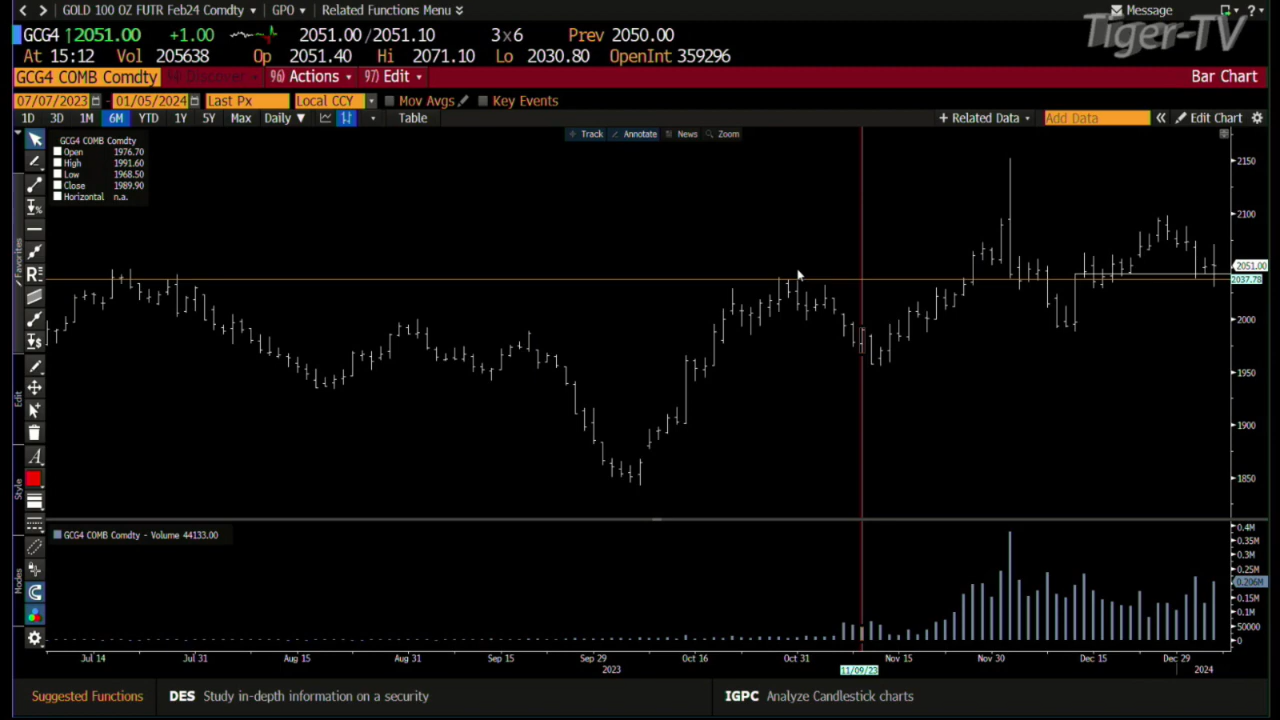 GOLD 100 OZ FUTR Feb24 Comdty GPO Related Functions Menu Message ?
Tiger-TV
GCG4 ↑2051.00 +1.00 2051.00/2051.10 3×6 Prev 2050.00
At 15:12 Vol 205638 Op 2051.40 Hi 2071.10 Lo 2030.80 OpenInt 359296
GCG4 COMB Comdty 94) Discover 96) Actions 97) Edit Bar Chart
07/07/2023 - 01/05/2024 Last Px Local CCY Mov Avgs Key Events
1D 3D 1M 6M YTD 1Y 5Y Max Daily ▼ Table + Related Data Add Data « Edit Chart
Track Annotate News Zoom
GCG4 COMB Comdty
Open 1976.70
High 1991.60
Low 1968.50
Close 1989.90
Horizontal n.a.
2150
2100
2051.00
2037.78
2000
1950
1900
1850
Favorites
Edit
Style
Modes
GCG4 COMB Comdty - Volume 44133.00
0.4M
0.35M
0.3M
0.25M
0.206M
0.15M
0.1M
50000
0
Jul 14 Jul 31 Aug 15 Aug 31 Sep 15 Sep 29 Oct 16 Oct 31 Nov 15 Nov 30 Dec 15 Dec 29
2023 11/09/23 2024
Suggested Functions DES Study in-depth information on a security IGPC Analyze Candlestick charts